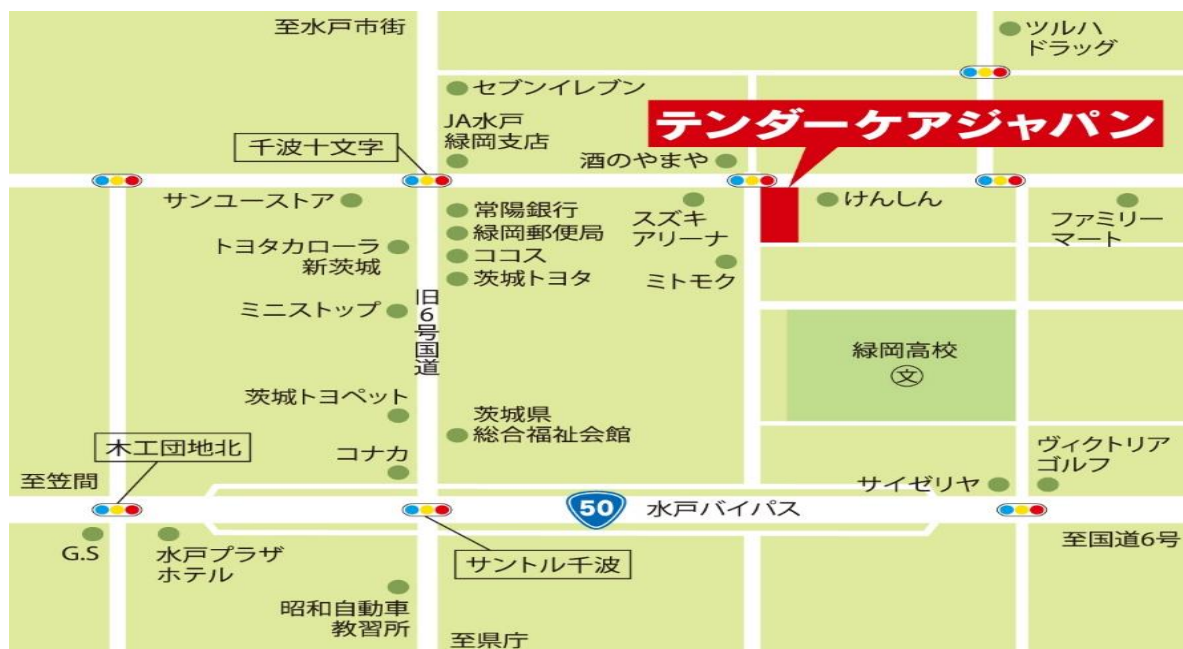 至水戸市街
ツルハ
ドラッグ
セブンイレブン
JA水戸
緑岡支店
テンダーケアジャパン
千波十文字
酒のやまや
サンユーストア
常陽銀行
緑岡郵便局
ココス
茨城トヨタ
スズキ
アリーナ
けんしん
ファミリー
マート
トヨタカローラ
新茨城
ミトモク
ミニストップ
旧6号国道
緑岡高校
文
茨城トヨペット
茨城県
総合福祉会館
木工団地北
コナカ
ヴィクトリア
ゴルフ
至笠間
サイゼリヤ
50
水戸バイパス
G.S
水戸プラザ
ホテル
サントル千波
至国道6号
昭和自動車
教習所
至県庁